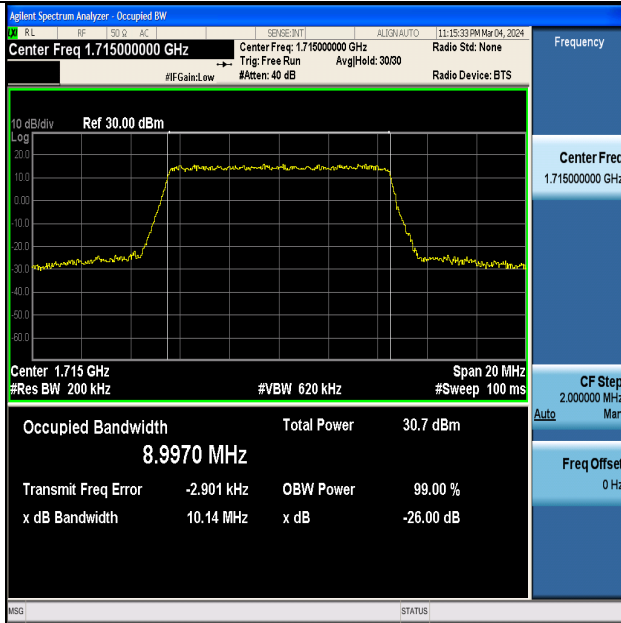 Agilent Spectrum Analyzer - Occupied BW
RL RF 50 Ω AC SENSE:INT ALIGN AUTO 11:15:33 PM Mar 04, 2024
Center Freq 1.715000000 GHz
Center Freq: 1.715000000 GHz
Radio Std: None
Trig: Free Run Avg|Hold: 30/30
#IFGain:Low
#Atten: 40 dB
Radio Device: BTS
10 dB/div Ref 30.00 dBm
Log
20.0
10.0
0.00
-10.0
-20.0
-30.0
-40.0
-50.0
-60.0
Center 1.715 GHz
Span 20 MHz
#Res BW 200 kHz
#VBW 620 kHz
#Sweep 100 ms
Occupied Bandwidth
Total Power 30.7 dBm
8.9970 MHz
Transmit Freq Error -2.901 kHz OBW Power 99.00 %
x dB Bandwidth 10.14 MHz x dB -26.00 dB
Frequency
Center Freq
1.715000000 GHz
CF Step
2.000000 MHz
Auto Man
Freq Offset
0 Hz
MSG
STATUS